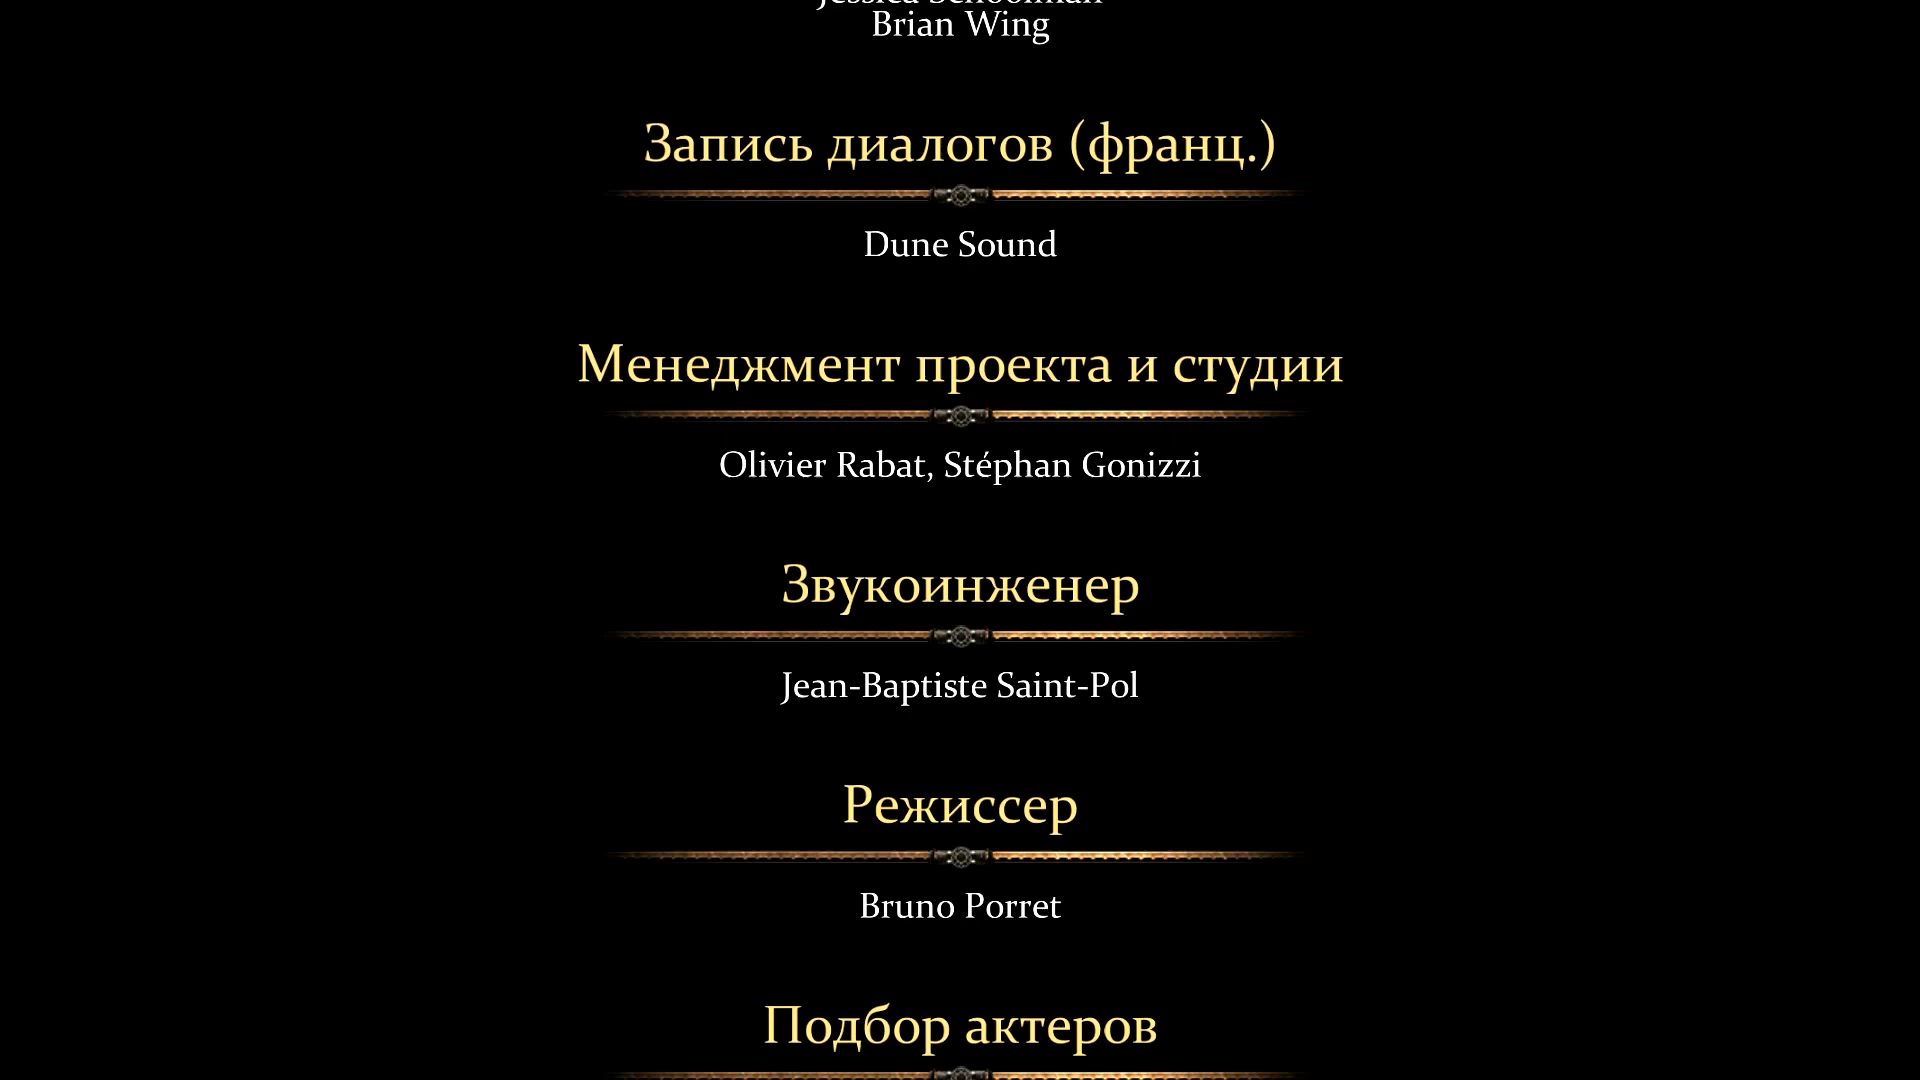 Brian Wing
Запись диалогов (франц.)
Dune Sound
Менеджмент проекта и студии
Olivier Rabat, Stéphan Gonizzi
Звукоинженер
Jean-Baptiste Saint-Pol
Режиссер
Bruno Porret
Подбор актеров